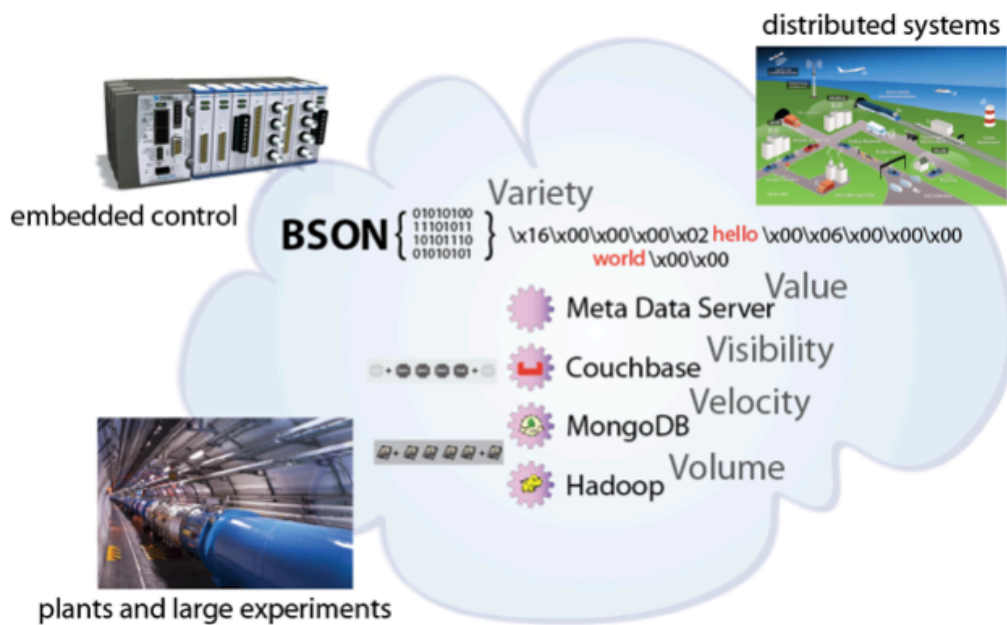 distributed systems
embedded control
Variety
BSON { 01010100
11101011
10101110
01010101 } \x16\x00\x00\x00\x02 hello \x00\x06\x00\x00\x00
world \x00\x00
Value
Meta Data Server
Visibility
Couchbase
Velocity
MongoDB
Volume
Hadoop
plants and large experiments